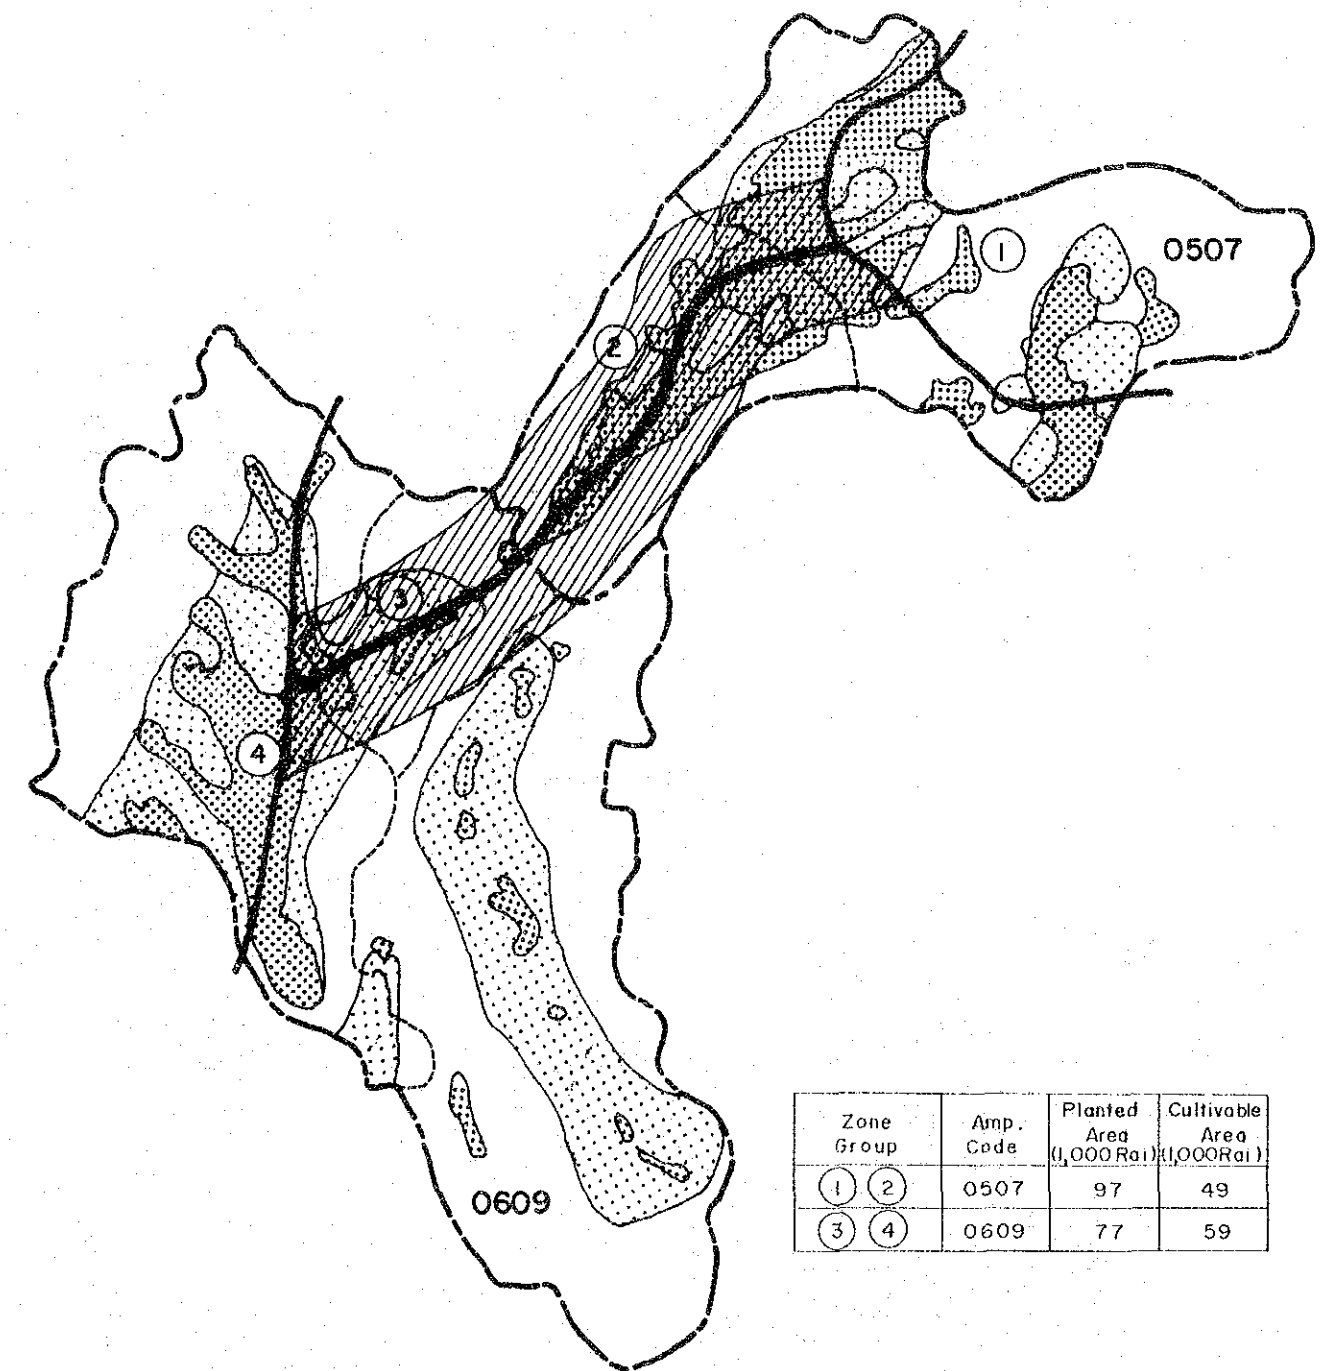 1
0507
2
3
4
0609
Zone Group Amp. Code Planted Area (1,000 Rai) Cultivable Area (1,000 Rai)
1 2 0507 97 49
3 4 0609 77 59